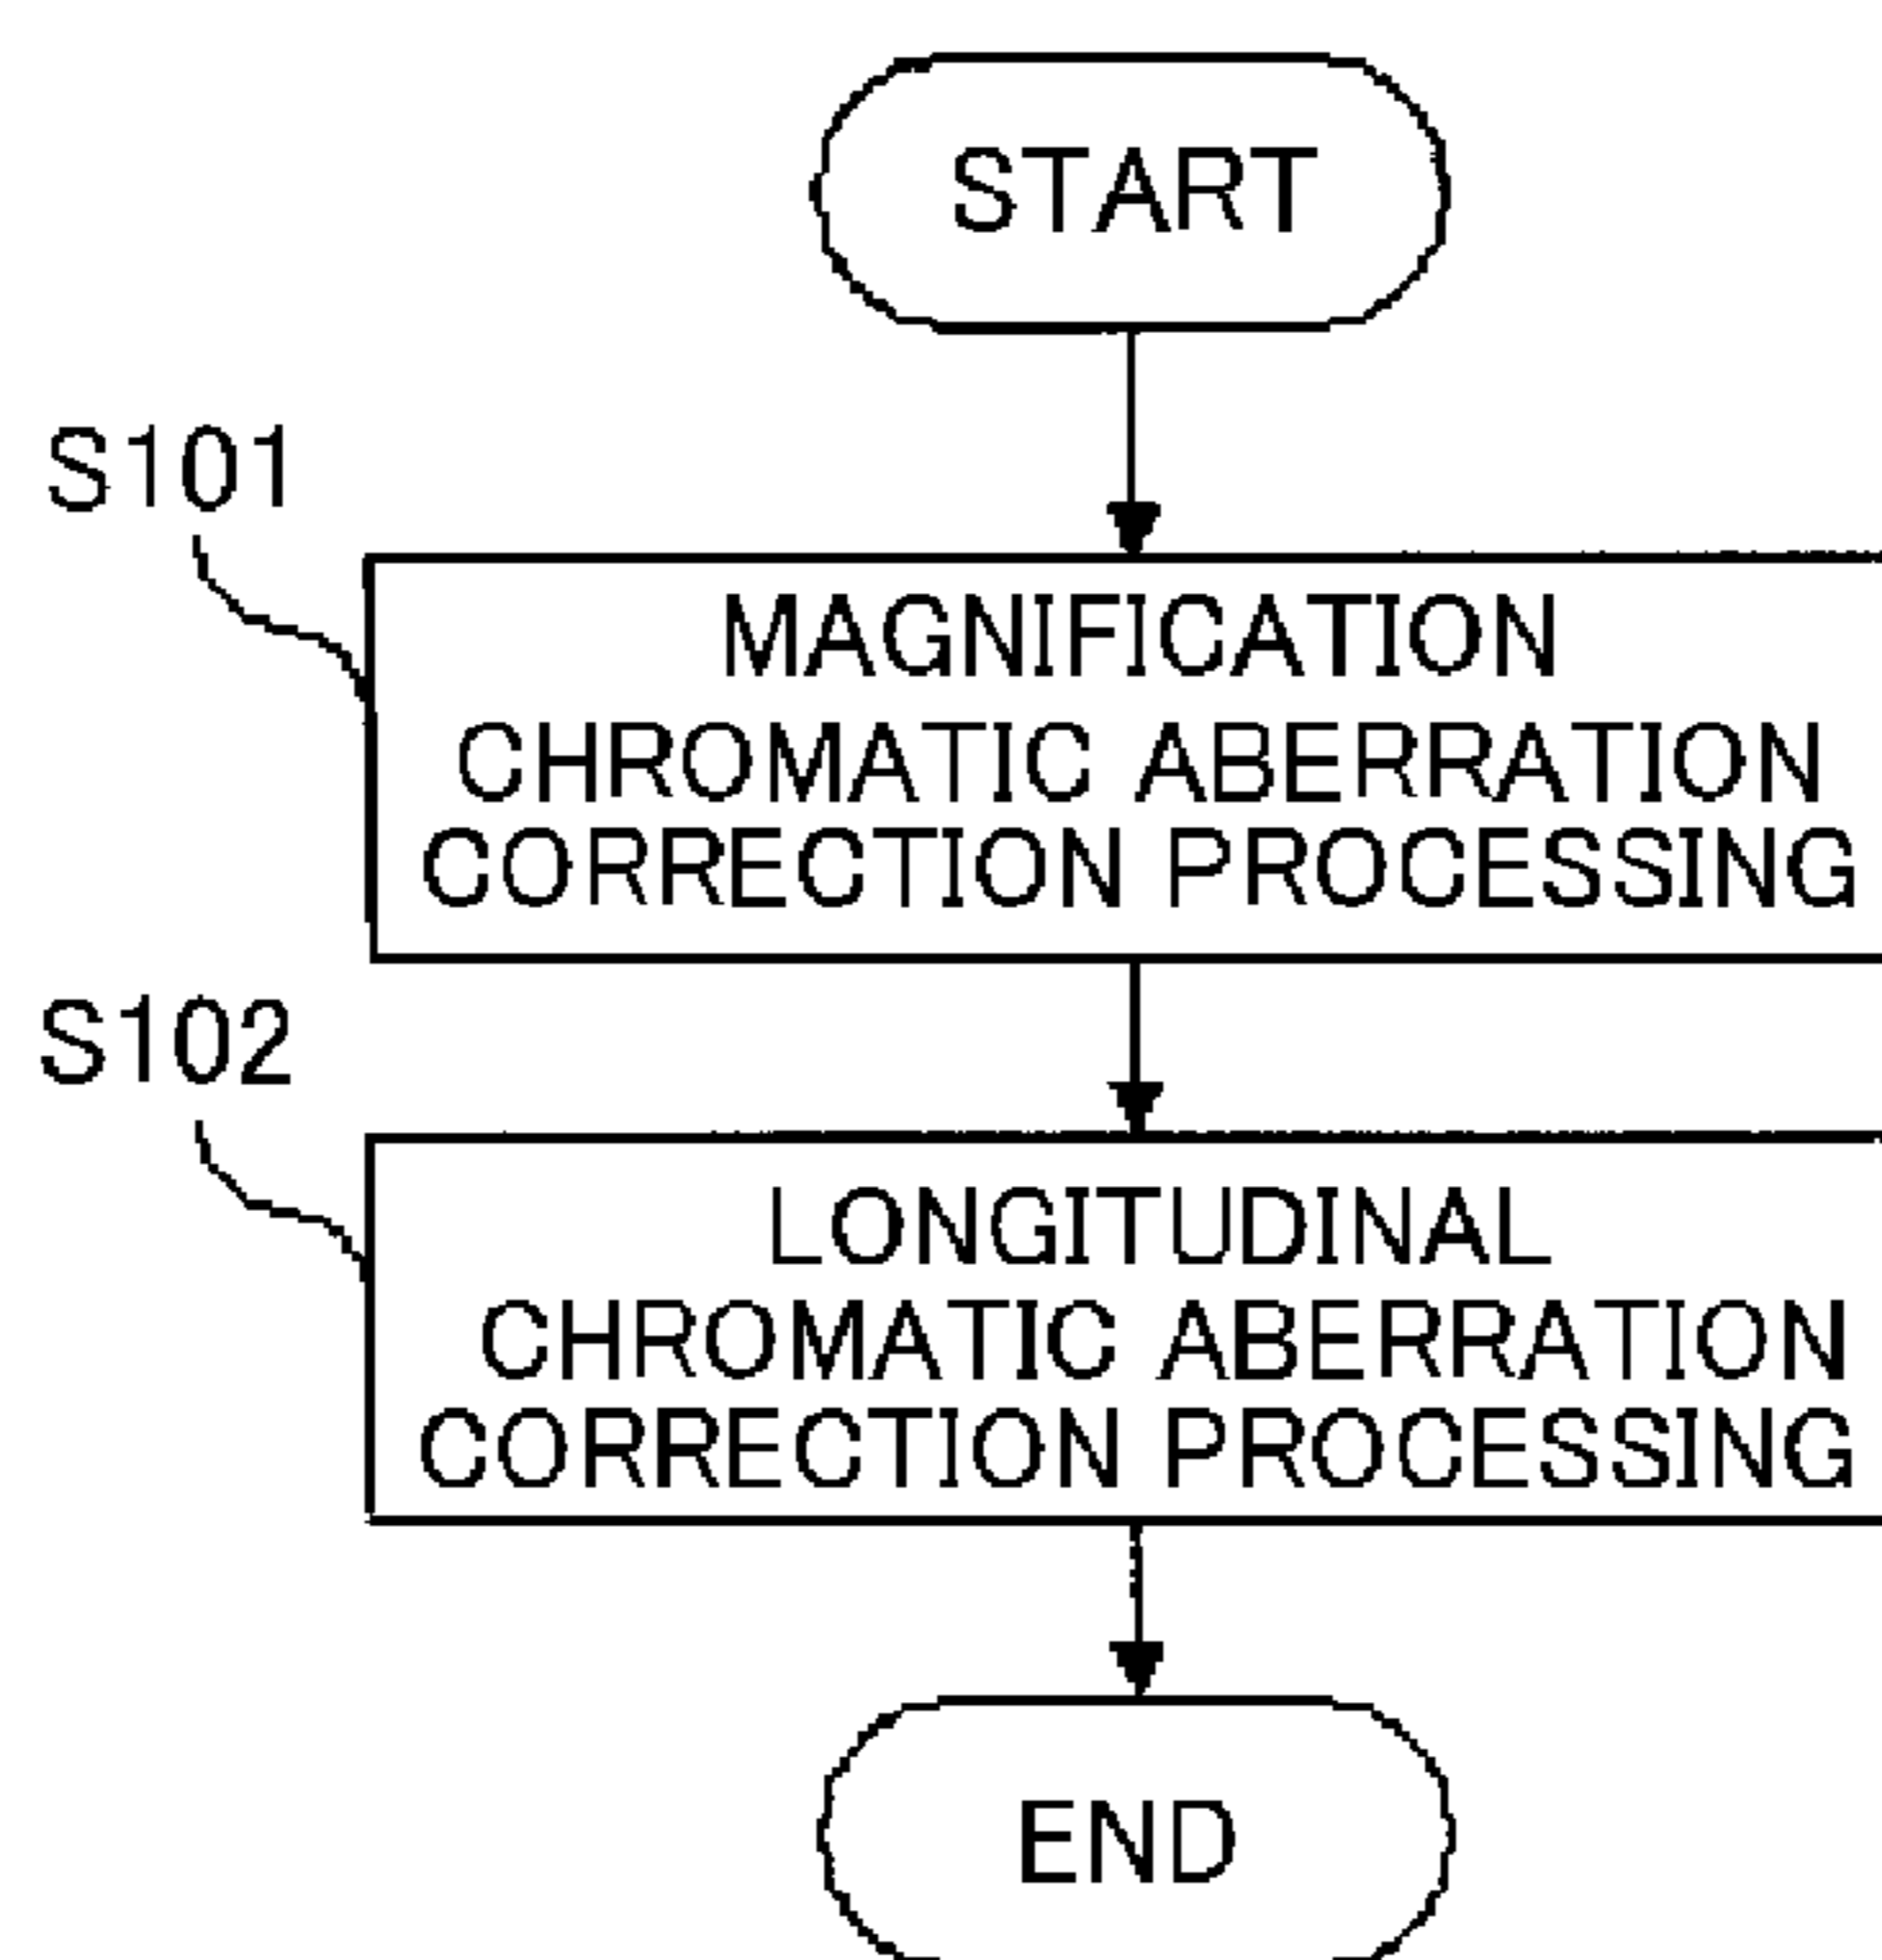 START
S101
MAGNIFICATION
CHROMATIC ABERRATION
CORRECTION PROCESSING
S102
LONGITUDINAL
CHROMATIC ABERRATION
CORRECTION PROCESSING
END